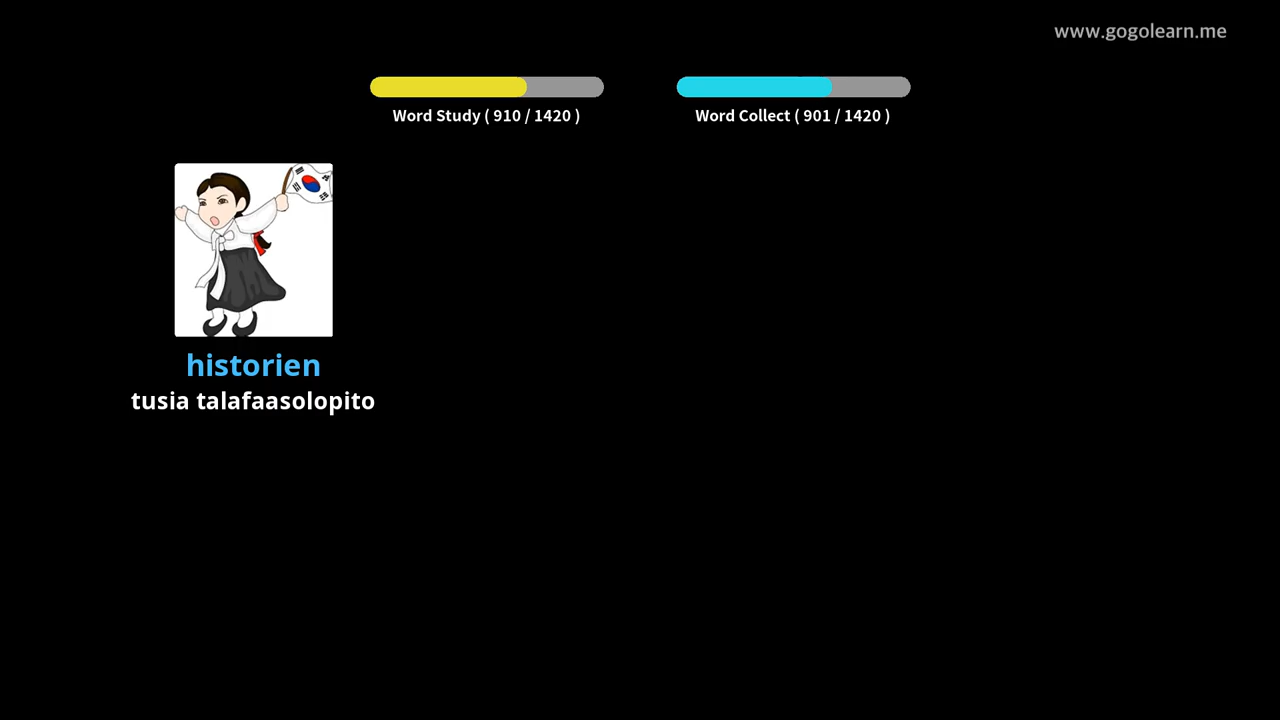 www.gogolearn.me
Word Study ( 910 / 1420 )
Word Collect ( 901 / 1420 )
historien
tusia talafaasolopito